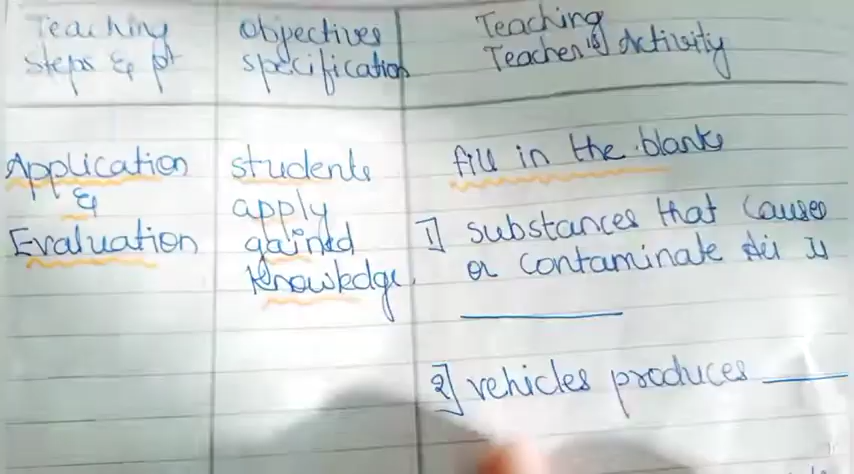 Teaching
steps & pt
Objectives
specification
Teaching
Teacher's Activity
Application
&
Evaluation
students
apply
gained
knowledge.
fill in the blanks
1] substances that causes
or contaminate air is
2] vehicles produces